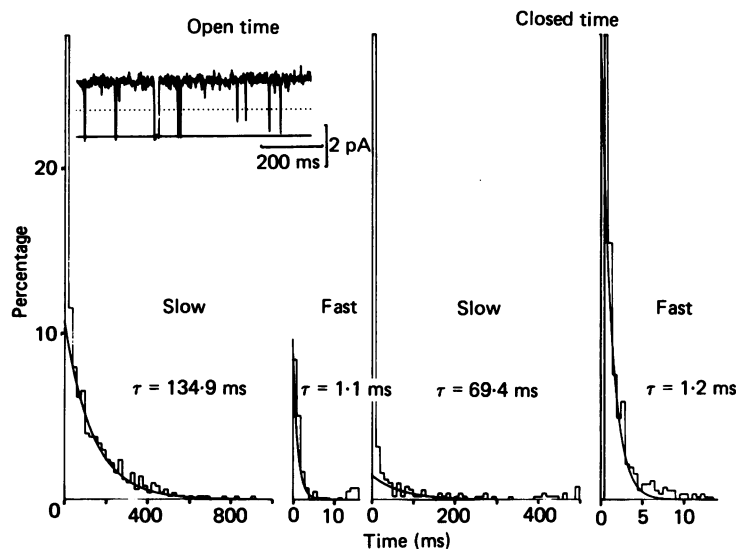 Open time
Closed time
2 pA
200 ms
20
10
0
Percentage
Slow
Fast
Slow
Fast
τ = 134·9 ms
τ = 1·1 ms
τ = 69·4 ms
τ = 1·2 ms
400
800
0
10
0
200
400
0
5
10
Time (ms)